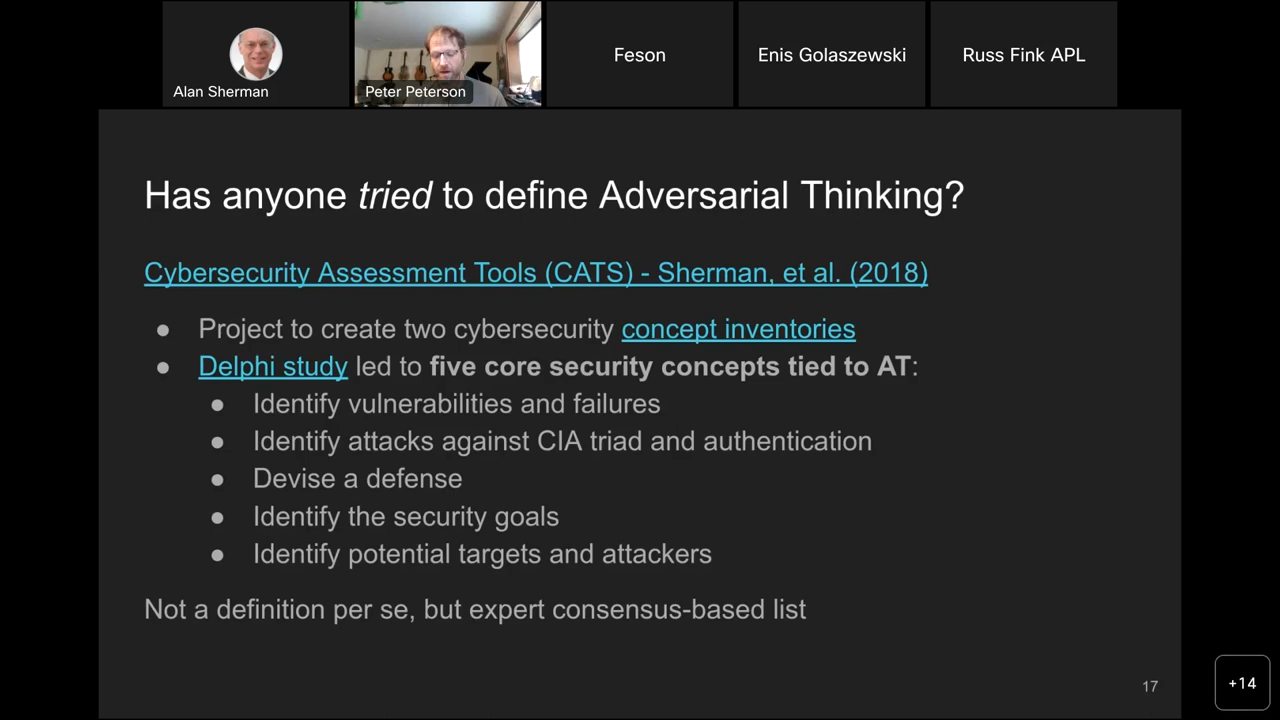 Alan Sherman
Peter Peterson
Feson
Enis Golaszewski
Russ Fink APL
Has anyone tried to define Adversarial Thinking?
Cybersecurity Assessment Tools (CATS) - Sherman, et al. (2018)
● Project to create two cybersecurity concept inventories
● Delphi study led to five core security concepts tied to AT:
● Identify vulnerabilities and failures
● Identify attacks against CIA triad and authentication
● Devise a defense
● Identify the security goals
● Identify potential targets and attackers
Not a definition per se, but expert consensus-based list
17
+14